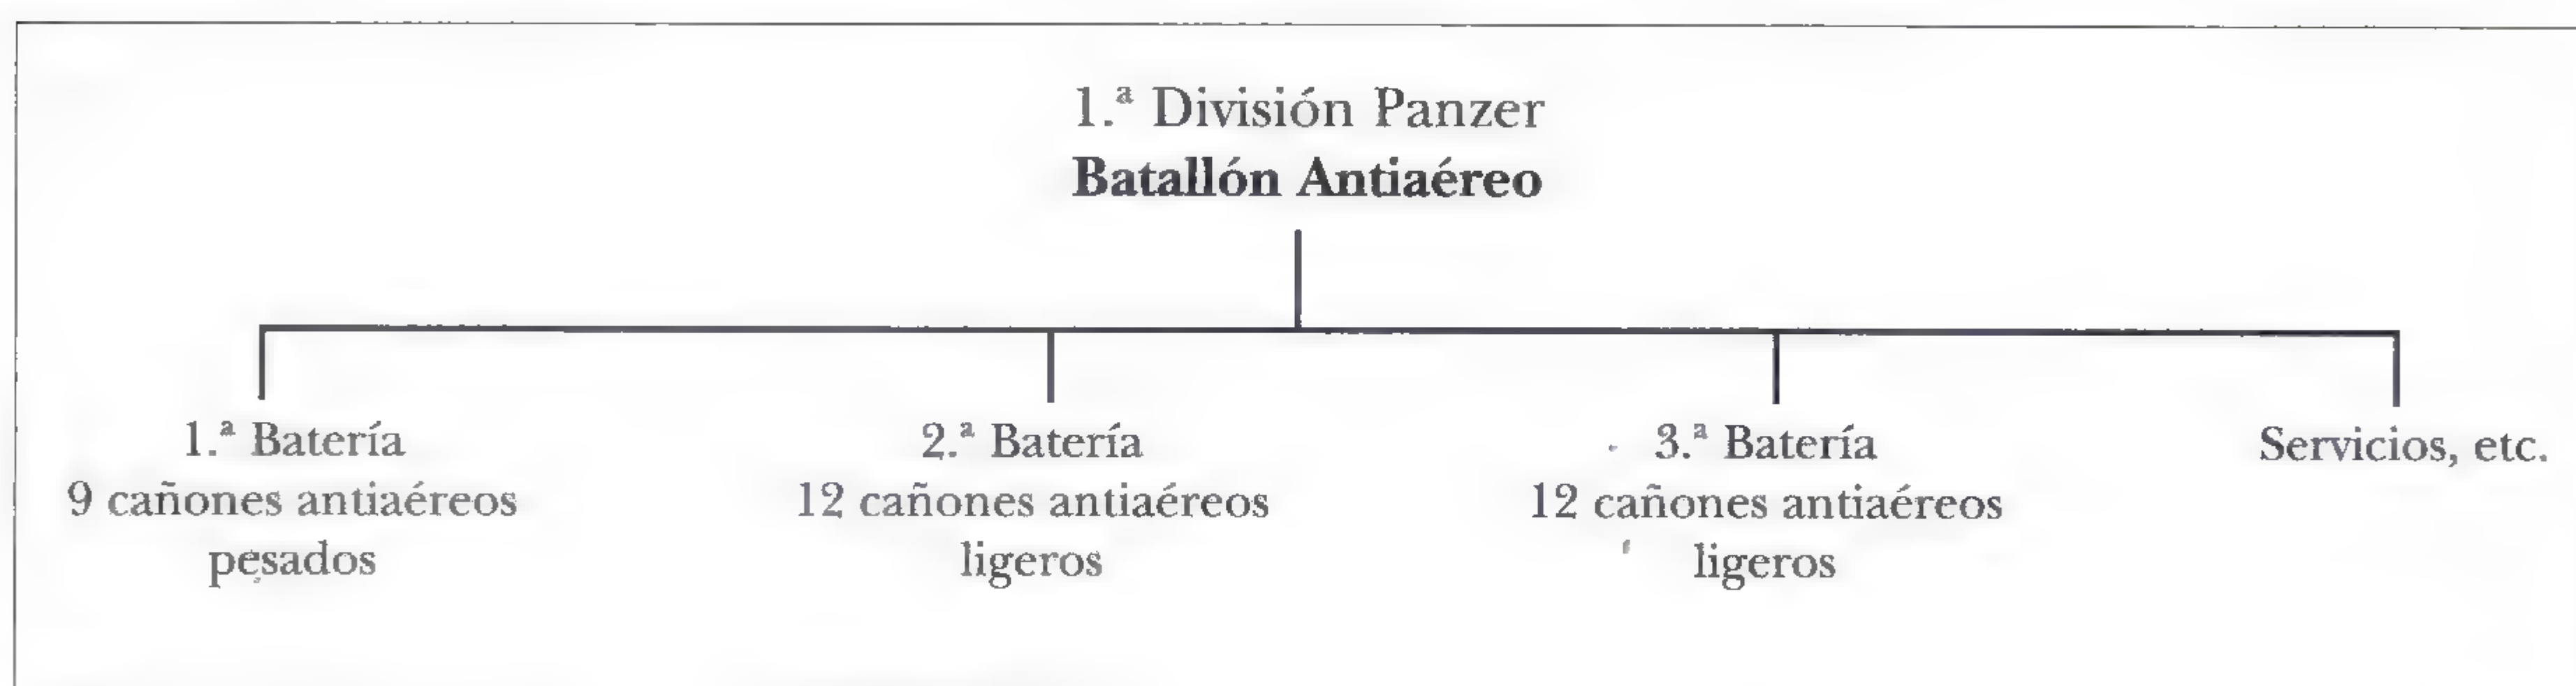 1.ª División Panzer
Batallón Antiaéreo
1.ª Batería
9 cañones antiaéreos
pesados
2.ª Batería
12 cañones antiaéreos
ligeros
3.ª Batería
12 cañones antiaéreos
ligeros
Servicios, etc.